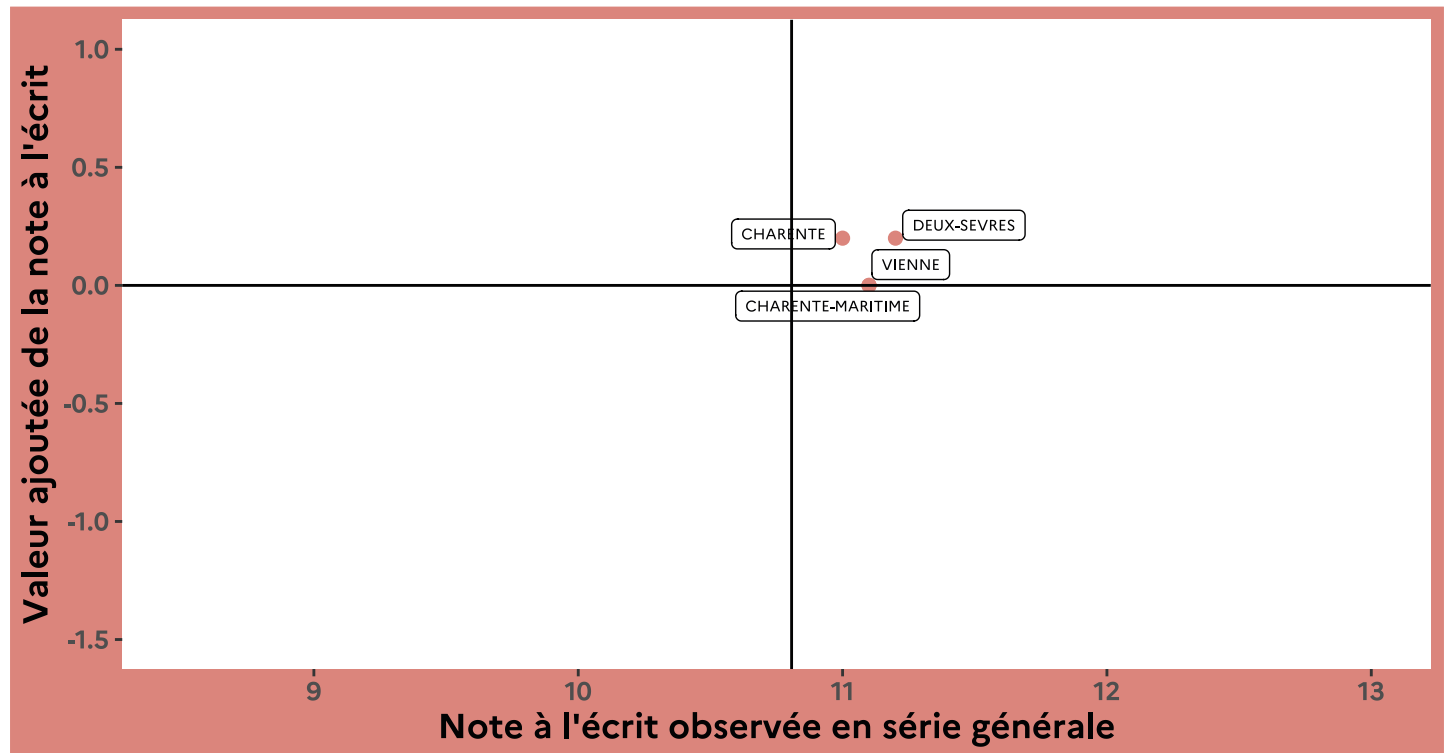 Valeur ajoutée de la note à l'écrit
1.0
0.5
0.0
-0.5
-1.0
-1.5
CHARENTE
DEUX-SEVRES
VIENNE
CHARENTE-MARITIME
9
10
11
12
13
Note à l'écrit observée en série générale